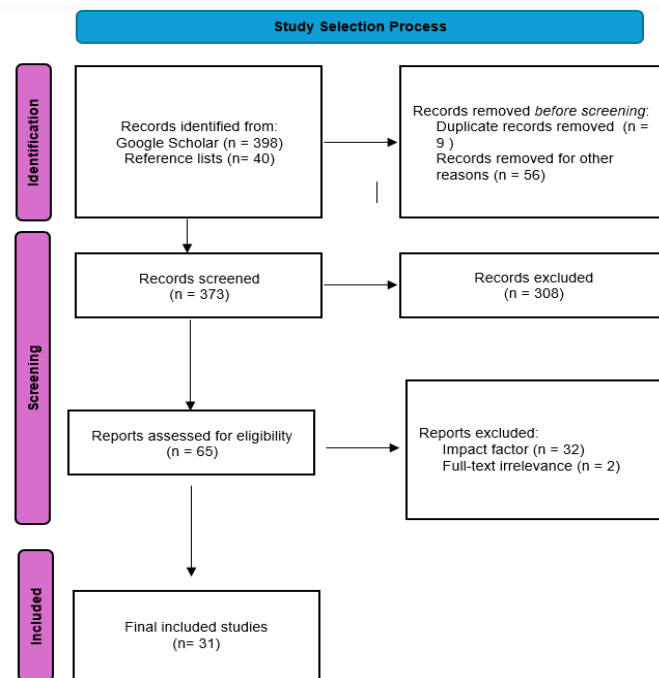 Study Selection Process
Identification
Records identified from:
Google Scholar (n = 398)
Reference lists (n= 40)
Records removed before screening:
Duplicate records removed (n =
9 )
Records removed for other
reasons (n = 56)
Screening
Records screened
(n = 373)
Records excluded
(n = 308)
Reports assessed for eligibility
(n = 65)
Reports excluded:
Impact factor (n = 32)
Full-text irrelevance (n = 2)
Included
Final included studies
(n= 31)